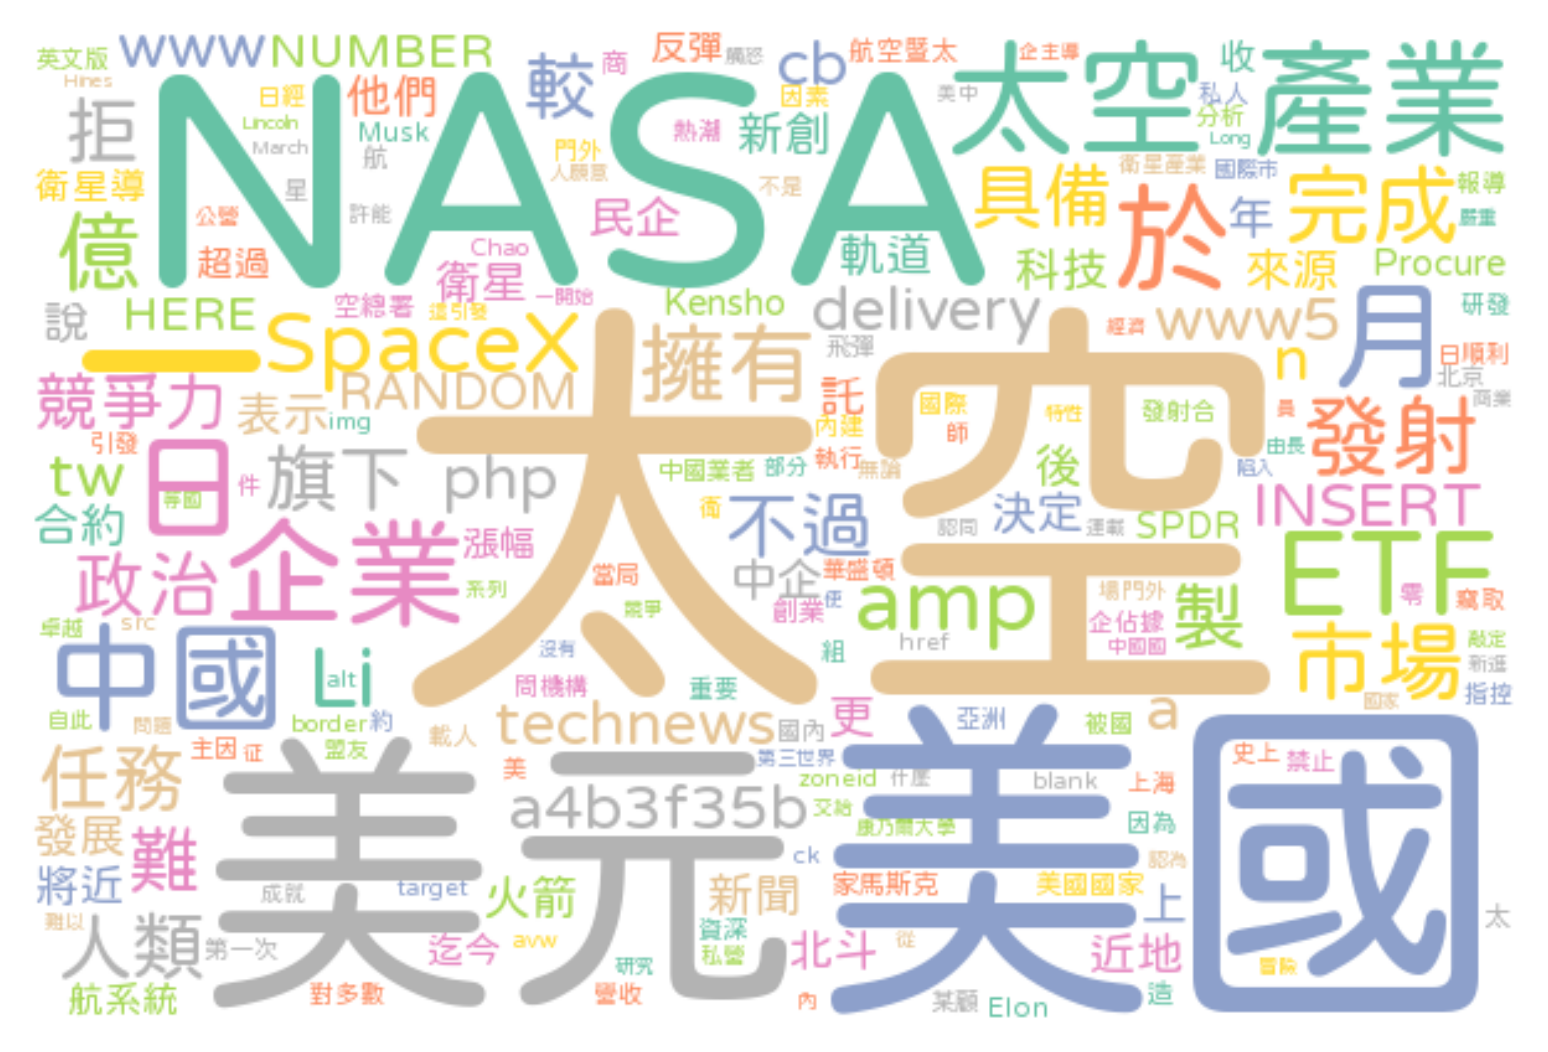 英文版 WWW NUMBER 較 商 反彈 觸怒 cb 航空暨太 企主導 收 太空產業
Hines 日經 他們 因素 美中 私人
拒 Lincoln Musk NASA 熱潮 新創 分析
March 航 門外 Long
衛星導 星 人願意 不是 具備 衛星產業 國際市 完成 報導
億 公營 許能 民企 於 年 嚴重
超過 Chao 衛星 軌道 科技 來源 Procure
說 HERE 空總署 這引發 一開始 Kensho delivery 經濟 www5 月 研發
一 SpaceX 擁有 飛彈 n 日順利
競爭力 RANDOM 託 國際 特性 發射合 員 北京 商業
表示 img 太空 內建 師 發射
引發 日 件 旗下 php 中國業者 部分 執行 無論 後 由長
tw 等國 衛 陷入
合約 不過 認同 決定 運載 SPDR INSERT
政治 企業 漲幅 當局 中企 華盛頓 ETF
系列 競爭 創業 便 amp 場門外 製 零 竊取
卓越 src 沒有 href 企佔據 市場 敲定
中國 Li alt 組 中國國 新進
問機構 重要 國家 指控
自此 問題 border 約 technews 國內 更 亞洲 a 被國
任務 主因 征 盟友 載人 美 第三世界 美國 史上 禁止
美元 a4b3f35b zoneid 什麼 blank 上海
發展 難 艾給 康乃爾大學 因為
將近 成就 target 火箭 ck 新聞 家馬斯克 美國國家 認為 上
難以 人類 第一次 迄今 avw 資深 北斗 從 近地 太
航系統 對多數 研究 私營 冒險
營收 內 某顧 Elon 造